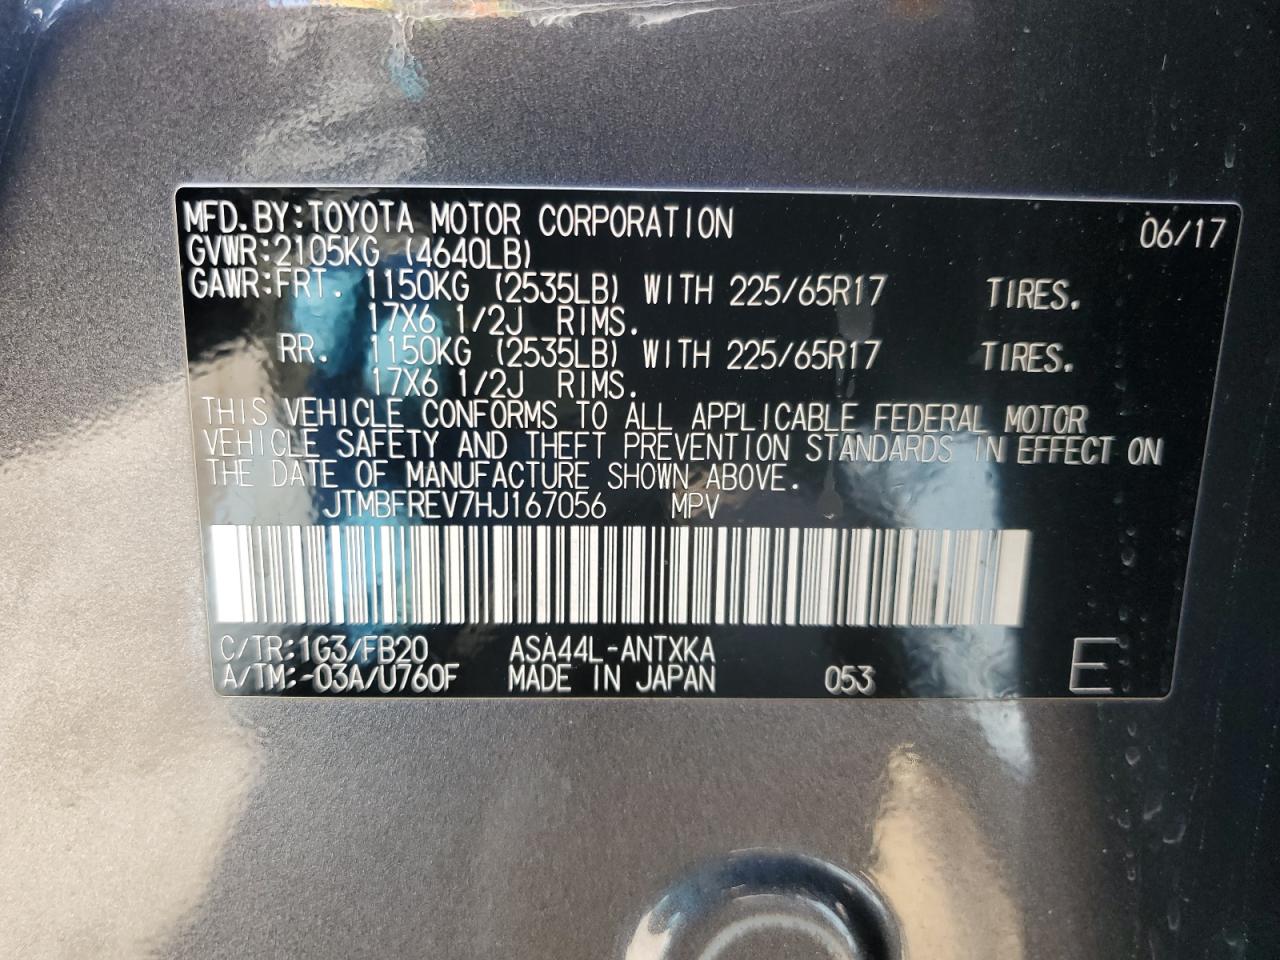 MFD.BY:TOYOTA MOTOR CORPORATION 06/17
GVWR:2105KG (4640LB)
GAWR:FRT. 1150KG (2535LB) WITH 225/65R17 TIRES.
17X6 1/2J RIMS.
RR. 1150KG (2535LB) WITH 225/65R17 TIRES.
17X6 1/2J RIMS.
THIS VEHICLE CONFORMS TO ALL APPLICABLE FEDERAL MOTOR
VEHICLE SAFETY AND THEFT PREVENTION STANDARDS IN EFFECT ON
THE DATE OF MANUFACTURE SHOWN ABOVE.
JTMBFREV7HJ167056 MPV
C/TR:1G3/FB20 ASA44L-ANTXKA
A/TM:-03A/U760F MADE IN JAPAN 053 E